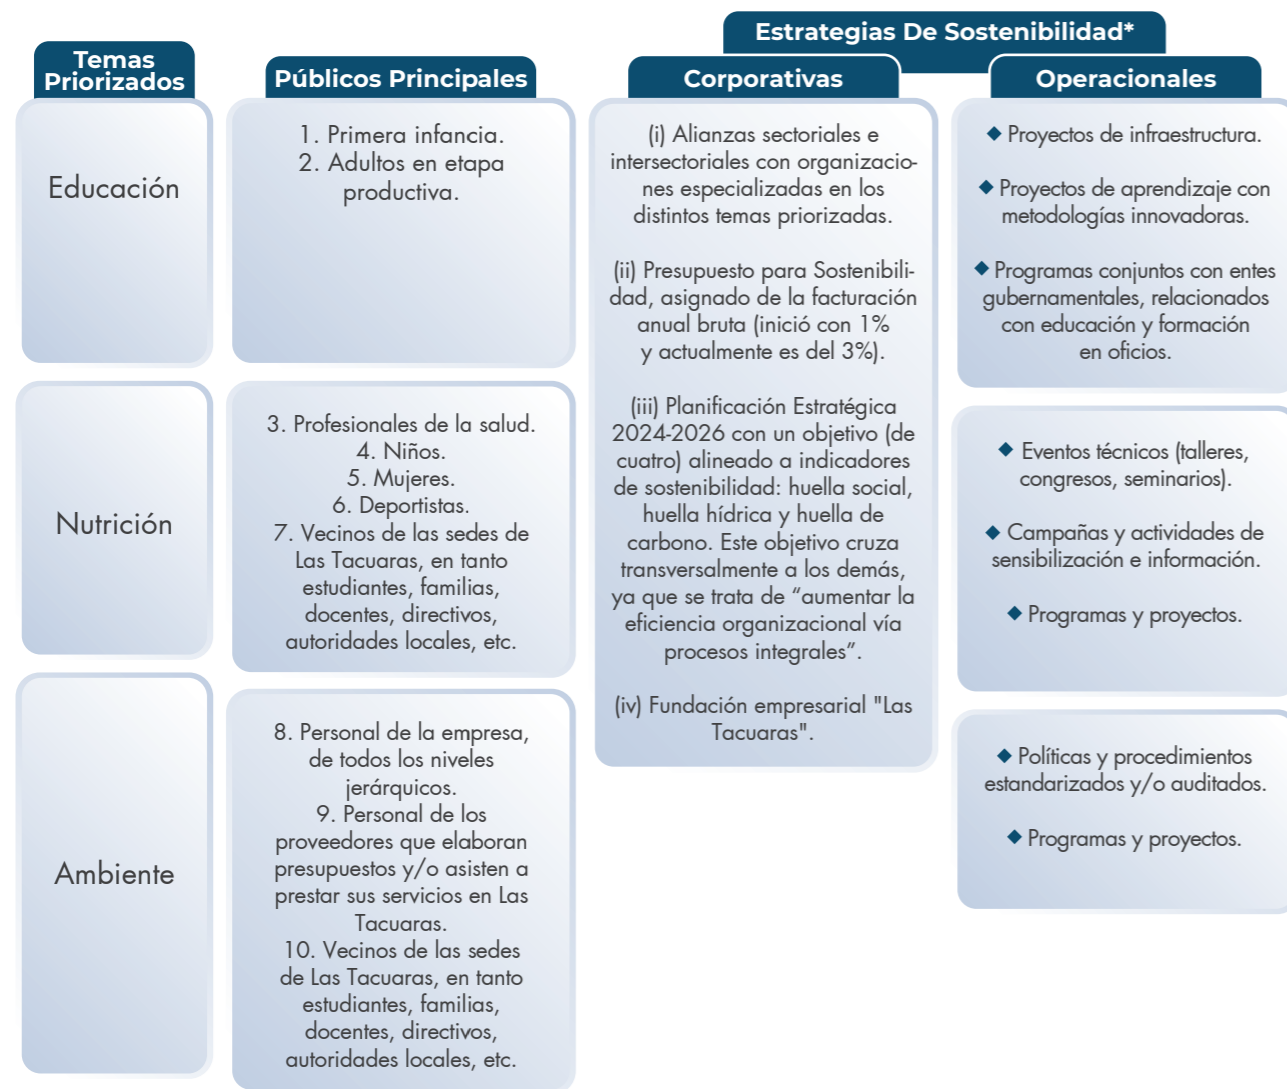 Estrategias De Sostenibilidad*
Temas
Priorizados
Públicos Principales
Corporativas
Operacionales
Educación
1. Primera infancia.
2. Adultos en etapa
productiva.
Nutrición
3. Profesionales de la salud.
4. Niños.
5. Mujeres.
6. Deportistas.
7. Vecinos de las sedes de
Las Tacuaras, en tanto
estudiantes, familias,
docentes, directivos,
autoridades locales, etc.
Ambiente
8. Personal de la empresa,
de todos los niveles
jerárquicos.
9. Personal de los
proveedores que elaboran
presupuestos y/o asisten a
prestar sus servicios en Las
Tacuaras.
10. Vecinos de las sedes
de Las Tacuaras, en tanto
estudiantes, familias,
docentes, directivos,
autoridades locales, etc.
(i) Alianzas sectoriales e
intersectoriales con organizacio-
nes especializadas en los
distintos temas priorizadas.
(ii) Presupuesto para Sostenibili-
dad, asignado de la facturación
anual bruta (inició con 1%
y actualmente es del 3%).
(iii) Planificación Estratégica
2024-2026 con un objetivo (de
cuatro) alineado a indicadores
de sostenibilidad: huella social,
huella hídrica y huella de
carbono. Este objetivo cruza
transversalmente a los demás,
ya que se trata de “aumentar la
eficiencia organizacional vía
procesos integrales”.
(iv) Fundación empresarial "Las
Tacuaras".
◆ Proyectos de infraestructura.
◆ Proyectos de aprendizaje con
metodologías innovadoras.
◆ Programas conjuntos con entes
gubernamentales, relacionados
con educación y formación
en oficios.
◆ Eventos técnicos (talleres,
congresos, seminarios).
◆ Campañas y actividades de
sensibilización e información.
◆ Programas y proyectos.
◆ Políticas y procedimientos
estandarizados y/o auditados.
◆ Programas y proyectos.